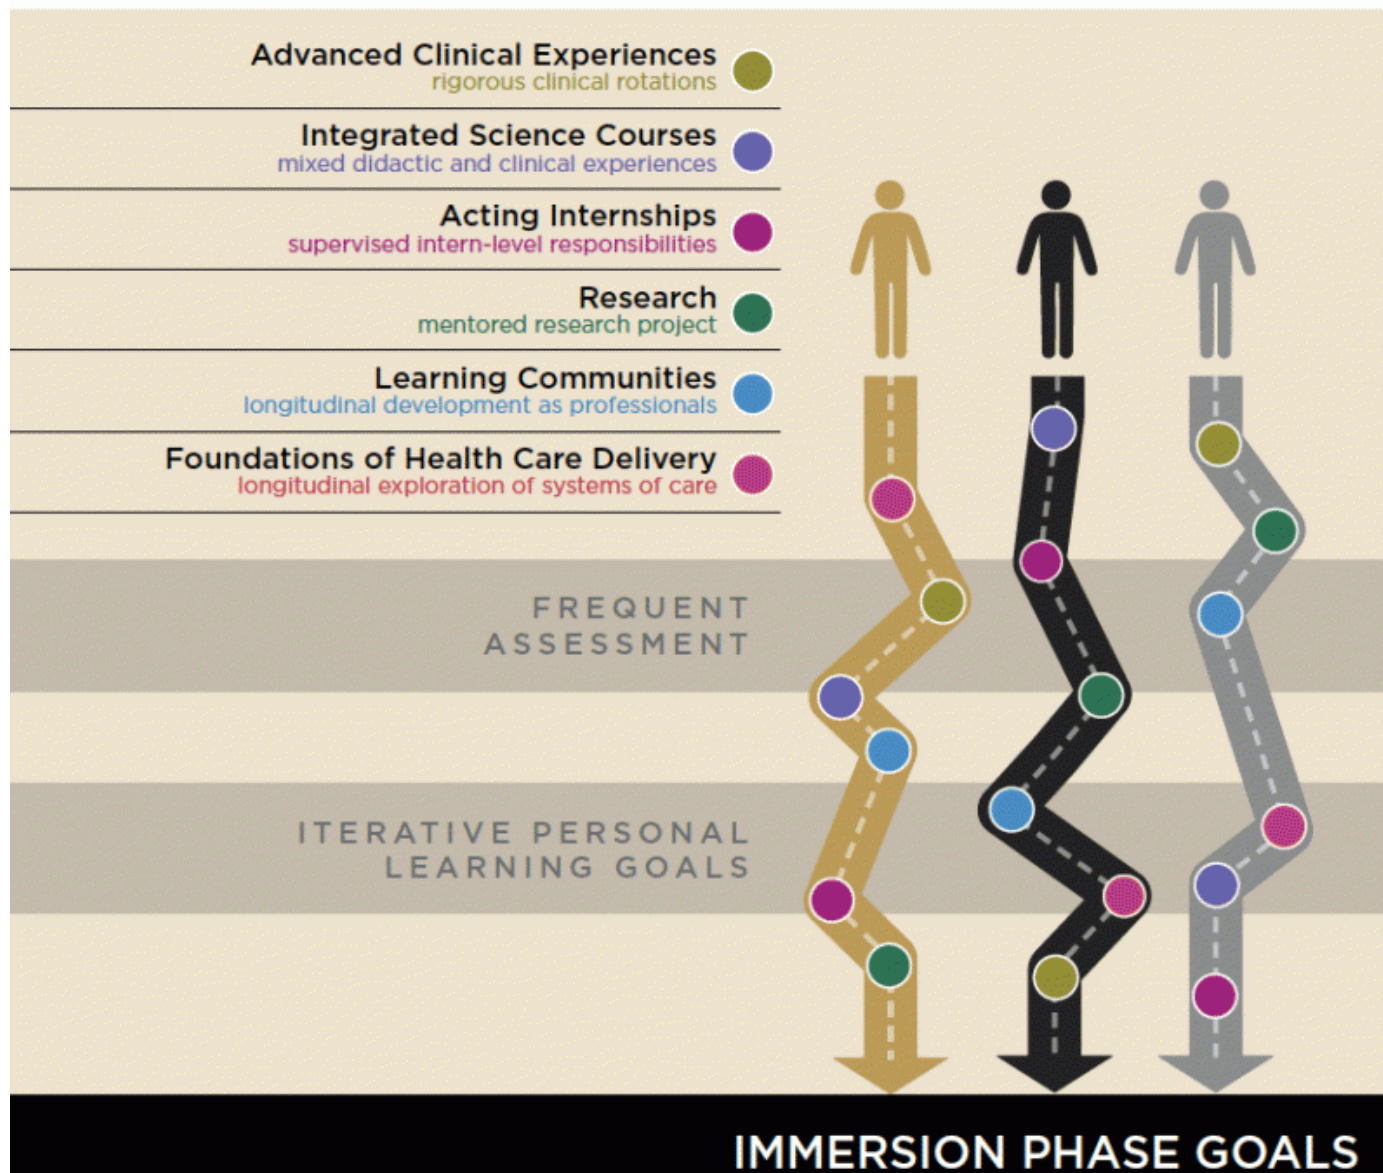 Advanced Clinical Experiences
rigorous clinical rotations
Integrated Science Courses
mixed didactic and clinical experiences
Acting Internships
supervised intern-level responsibilities
Research
mentored research project
Learning Communities
longitudinal development as professionals
Foundations of Health Care Delivery
longitudinal exploration of systems of care
FREQUENT
ASSESSMENT
ITERATIVE PERSONAL
LEARNING GOALS
IMMERSION PHASE GOALS